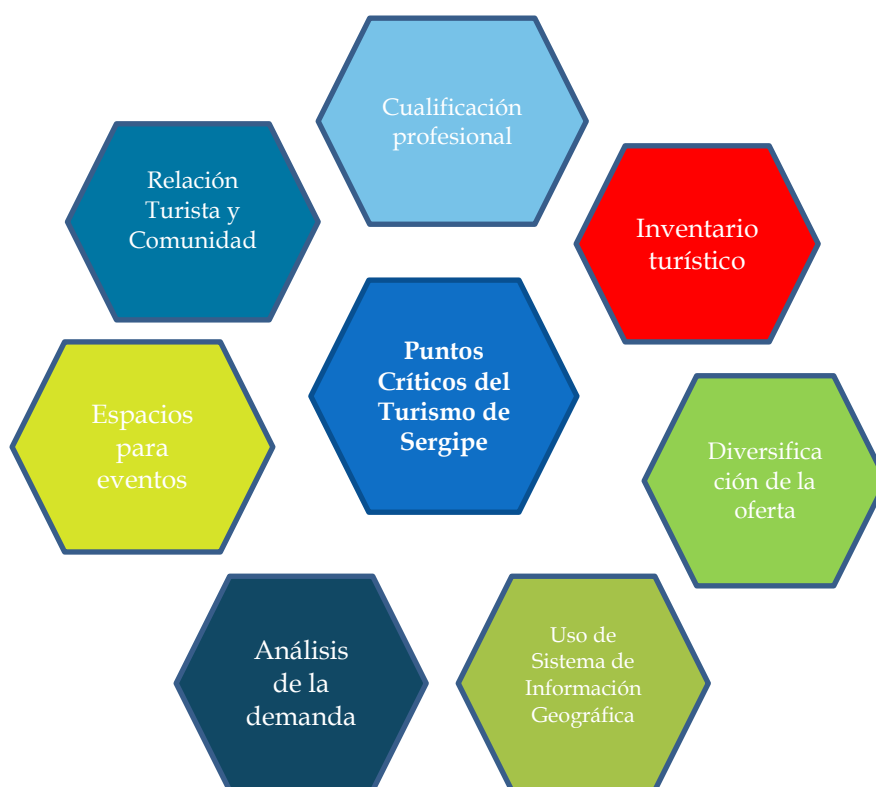 Cualificación
profesional
Relación
Turista y
Comunidad
Inventario
turístico
Puntos
Críticos del
Turismo de
Sergipe
Espacios
para
eventos
Diversifica
ción de la
oferta
Análisis
de la
demanda
Uso de
Sistema de
Información
Geográfica